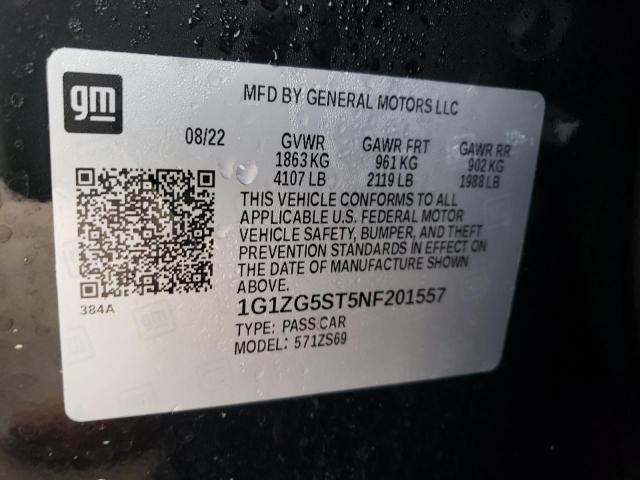 gm
MFD BY GENERAL MOTORS LLC
08/22 GVWR GAWR FRT GAWR RR
1863 KG 961 KG 902 KG
4107 LB 2119 LB 1988 LB
THIS VEHICLE CONFORMS TO ALL
APPLICABLE U.S. FEDERAL MOTOR
VEHICLE SAFETY, BUMPER, AND THEFT
PREVENTION STANDARDS IN EFFECT ON
THE DATE OF MANUFACTURE SHOWN
ABOVE.
384A
1G1ZG5ST5NF201557
TYPE: PASS CAR
MODEL: 571ZS69